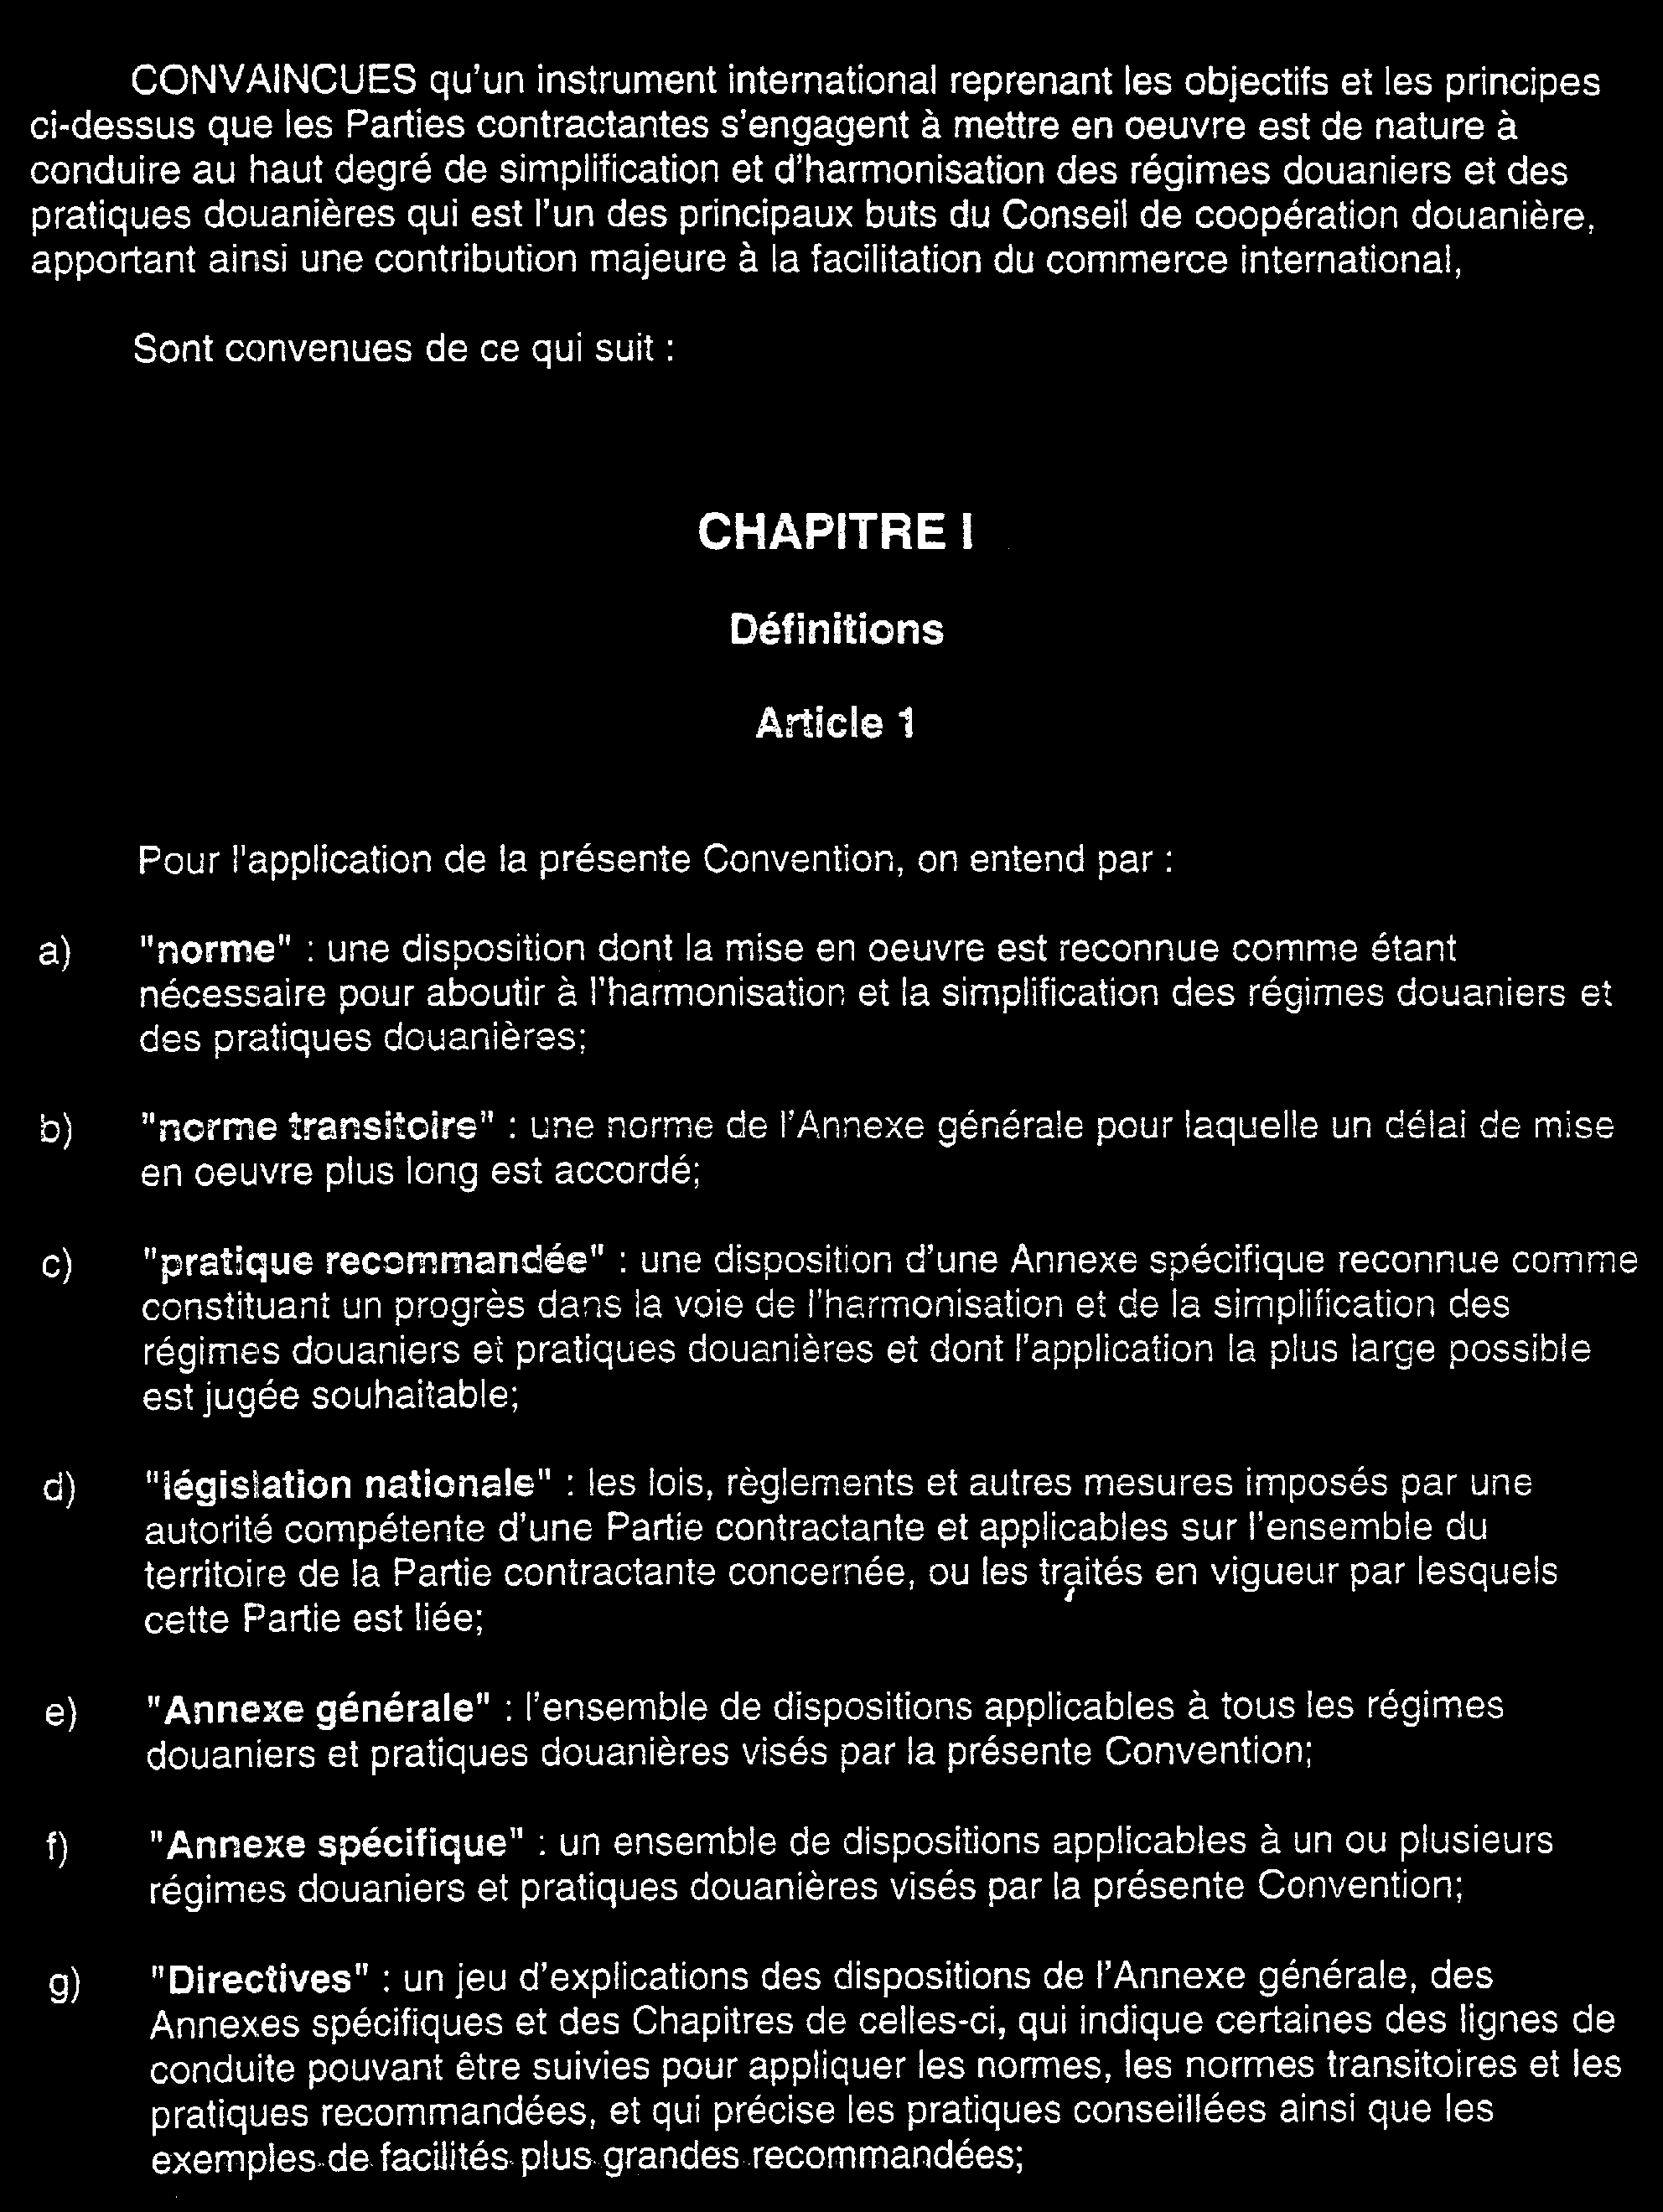 CONVAINCUES qu'un instrument international reprenant les objectifs et les principes
ci-dessus que les Parties contractantes s'engagent à mettre en oeuvre est de nature à
conduire au haut degré de simplification et d'harmonisation des régimes douaniers et des
pratiques douanières qui est l'un des principaux buts du Conseil de coopération douanière,
apportant ainsi une contribution majeure à la facilitation du commerce international,
Sont convenues de ce qui suit :
CHAPITRE I
Définitions
Article 1
Pour l'application de la présente Convention, on entend par :
a) "norme" : une disposition dont la mise en oeuvre est reconnue comme étant
nécessaire pour aboutir à l'harmonisation et la simplification des régimes douaniers et
des pratiques douanières;
b) "norme transitoire" : une norme de l'Annexe générale pour laquelle un délai de mise
en oeuvre plus long est accordé;
c) "pratique recommandée" : une disposition d'une Annexe spécifique reconnue comme
constituant un progrès dans la voie de l'harmonisation et de la simplification des
régimes douaniers et pratiques douanières et dont l'application la plus large possible
est jugée souhaitable;
d) "législation nationale" : les lois, règlements et autres mesures imposés par une
autorité compétente d'une Partie contractante et applicables sur l'ensemble du
territoire de la Partie contractante concernée, ou les traités en vigueur par lesquels
cette Partie est liée;
e) "Annexe générale" : l'ensemble de dispositions applicables à tous les régimes
douaniers et pratiques douanières visés par la présente Convention;
f) "Annexe spécifique" : un ensemble de dispositions applicables à un ou plusieurs
régimes douaniers et pratiques douanières visés par la présente Convention;
g) "Directives" : un jeu d'explications des dispositions de l'Annexe générale, des
Annexes spécifiques et des Chapitres de celles-ci, qui indique certaines des lignes de
conduite pouvant être suivies pour appliquer les normes, les normes transitoires et les
pratiques recommandées, et qui précise les pratiques conseillées ainsi que les
exemples de facilités plus grandes recommandées;